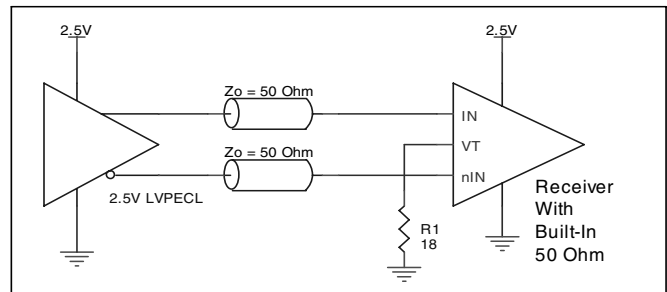 2.5V
2.5V
Zo = 50 Ohm
IN
VT
Zo = 50 Ohm
nIN
2.5V LVPECL
R1
18
Receiver
With
Built-In
50 Ohm